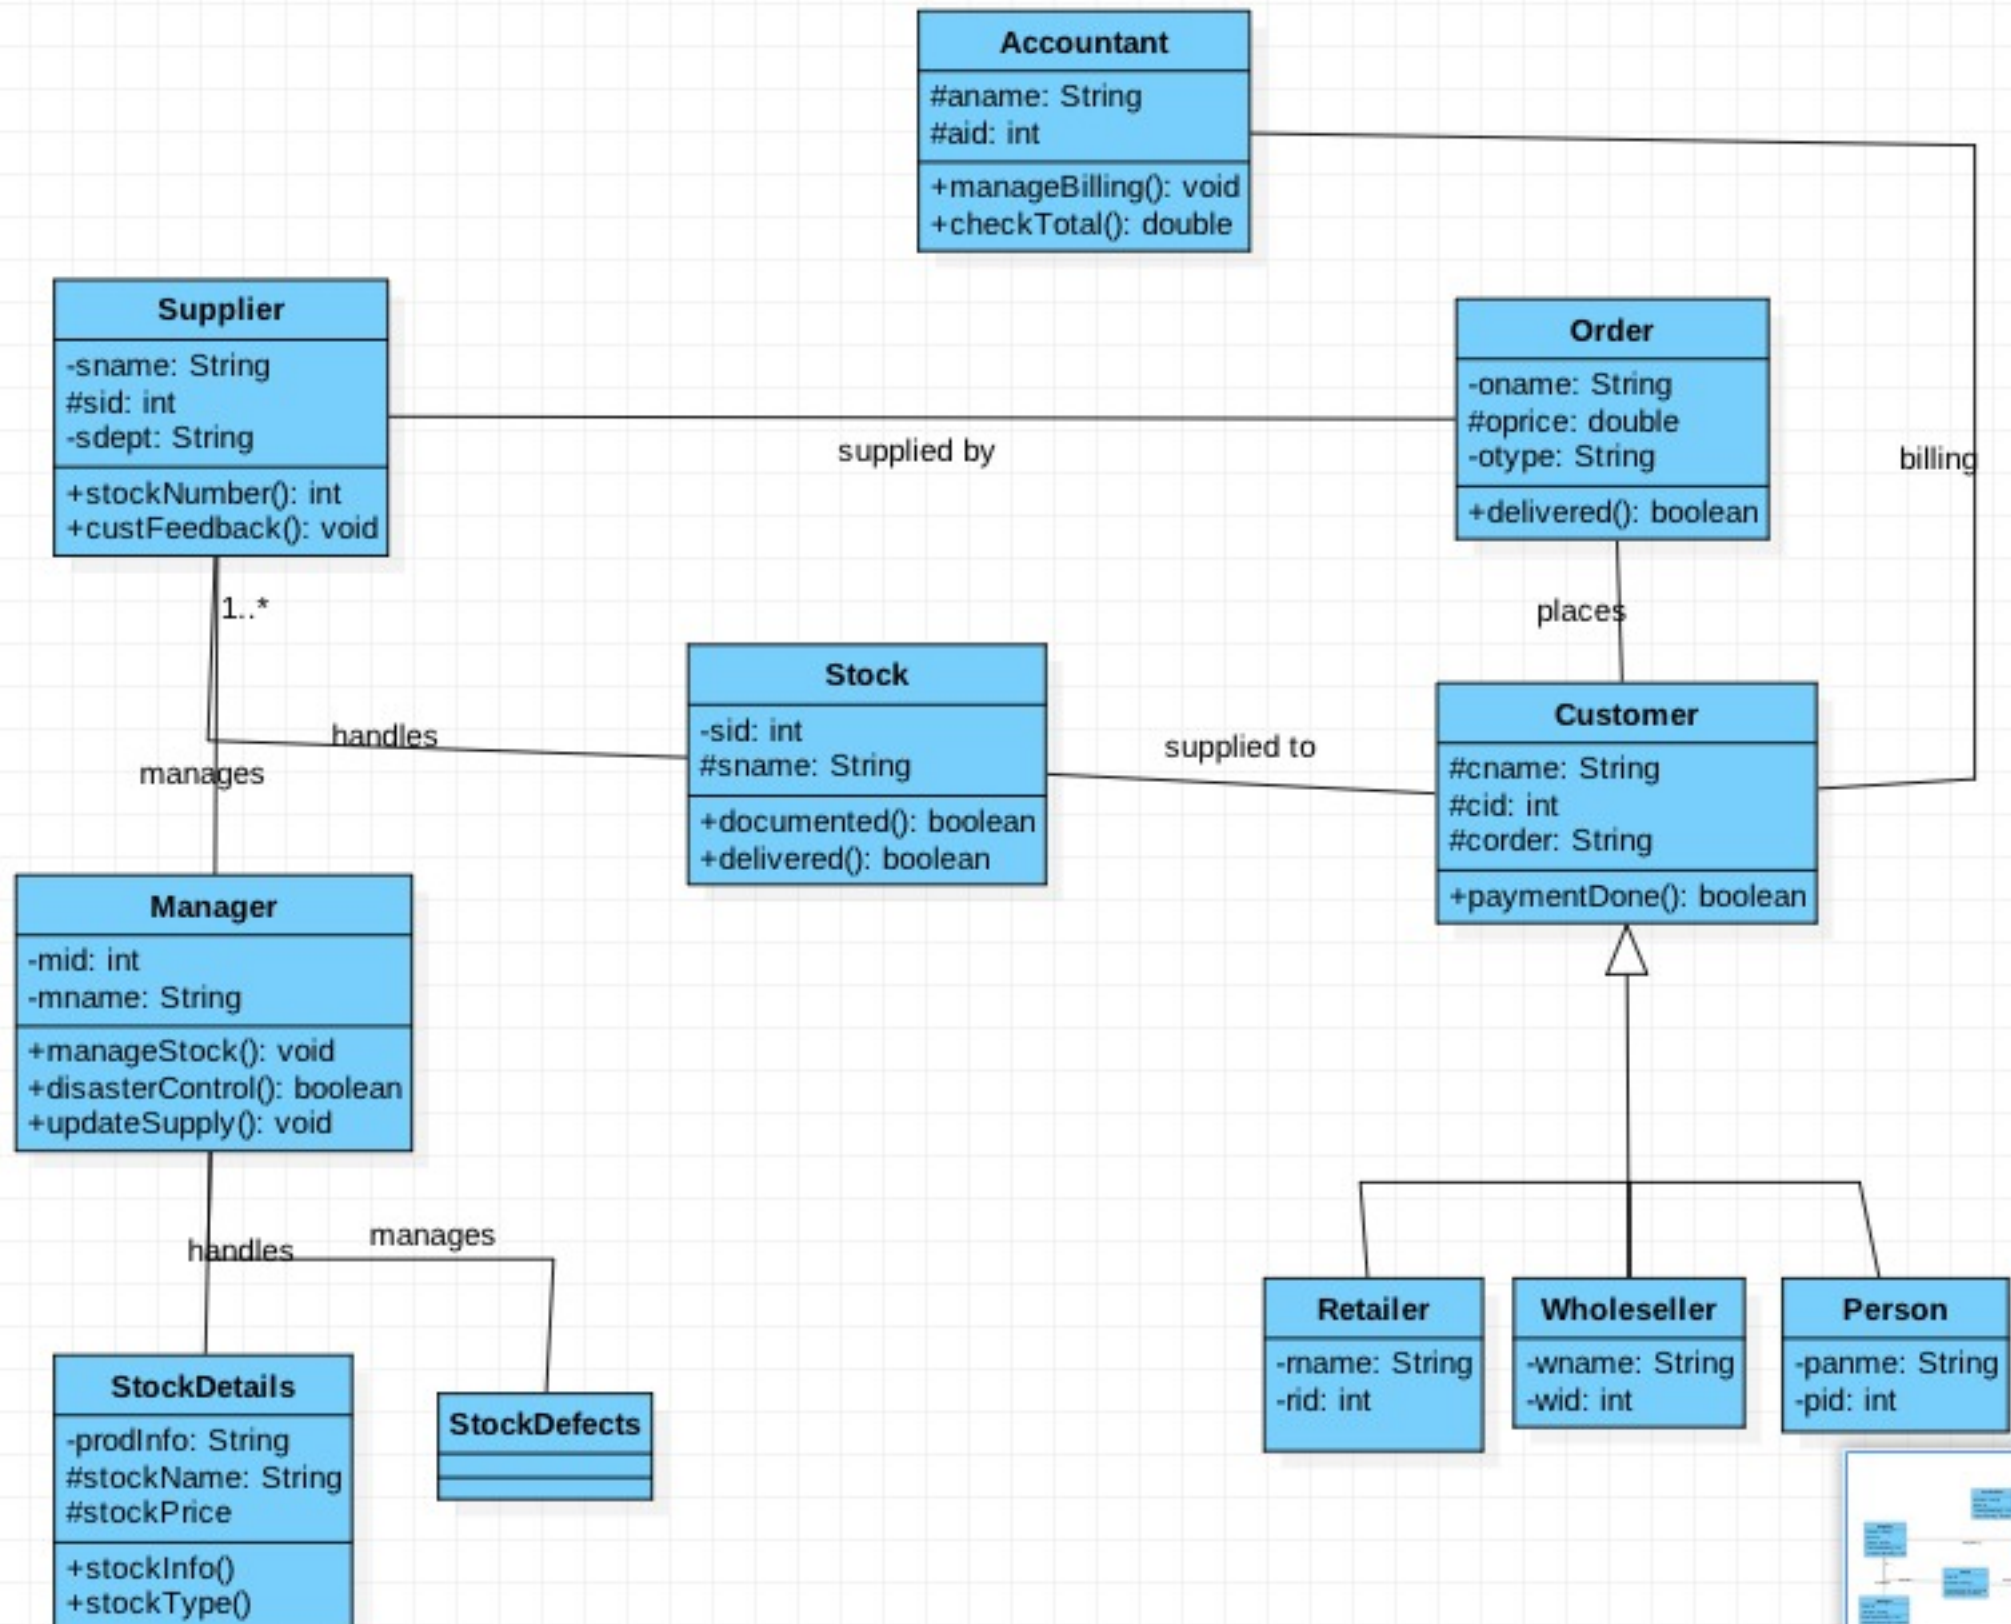 Accountant
#aname: String
#aid: int
+manageBilling(): void
+checkTotal(): double
Supplier
-sname: String
#sid: int
-sdept: String
+stockNumber(): int
+custFeedback(): void
Order
-oname: String
#oprice: double
-otype: String
+delivered(): boolean
supplied by
billing
1..*
places
handles
manages
Stock
-sid: int
#sname: String
+documented(): boolean
+delivered(): boolean
supplied to
Customer
#cname: String
#cid: int
#corder: String
+paymentDone(): boolean
Manager
-mid: int
-mname: String
+manageStock(): void
+disasterControl(): boolean
+updateSupply(): void
handles
manages
StockDetails
-prodInfo: String
#stockName: String
#stockPrice
+stockInfo()
+stockType()
StockDefects
Retailer
-rname: String
-rid: int
Wholeseller
-wname: String
-wid: int
Person
-panme: String
-pid: int